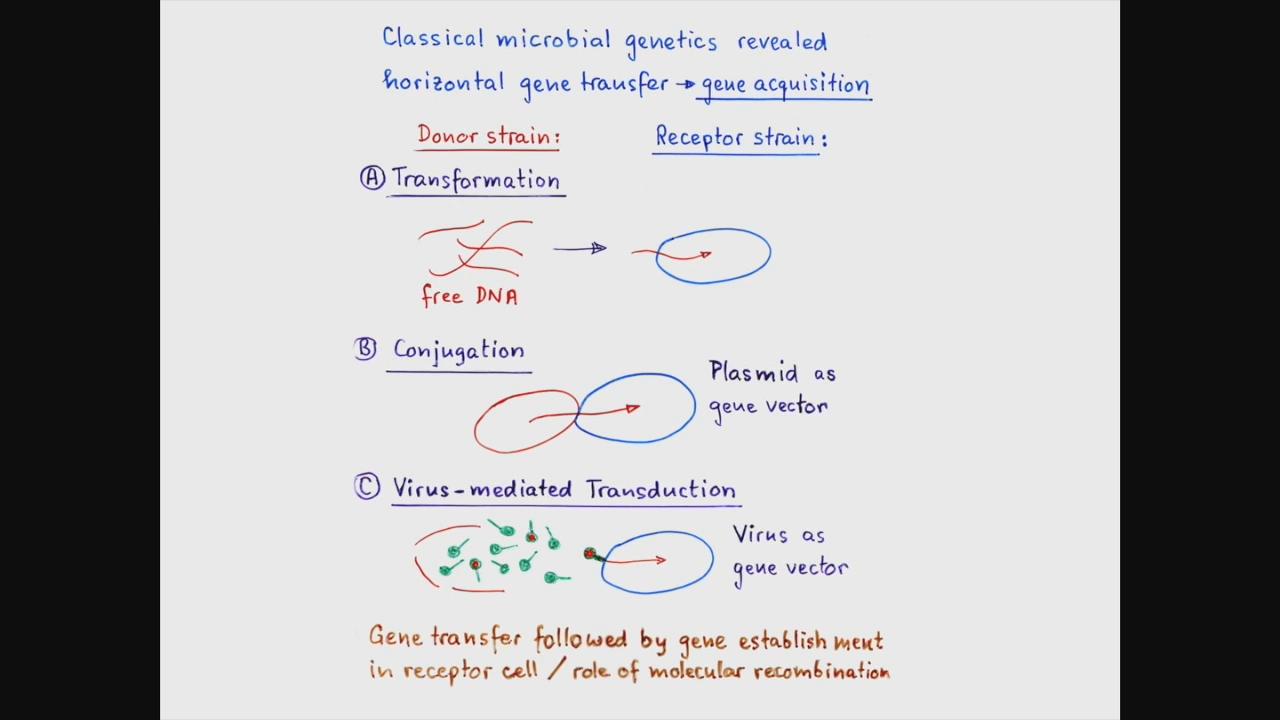 Classical microbial genetics revealed
horizontal gene transfer → gene acquisition
Donor strain: Receptor strain:
Ⓐ Transformation
free DNA
Ⓑ Conjugation
Plasmid as
gene vector
Ⓒ Virus-mediated Transduction
Virus as
gene vector
Gene transfer followed by gene establishment
in receptor cell / role of molecular recombination